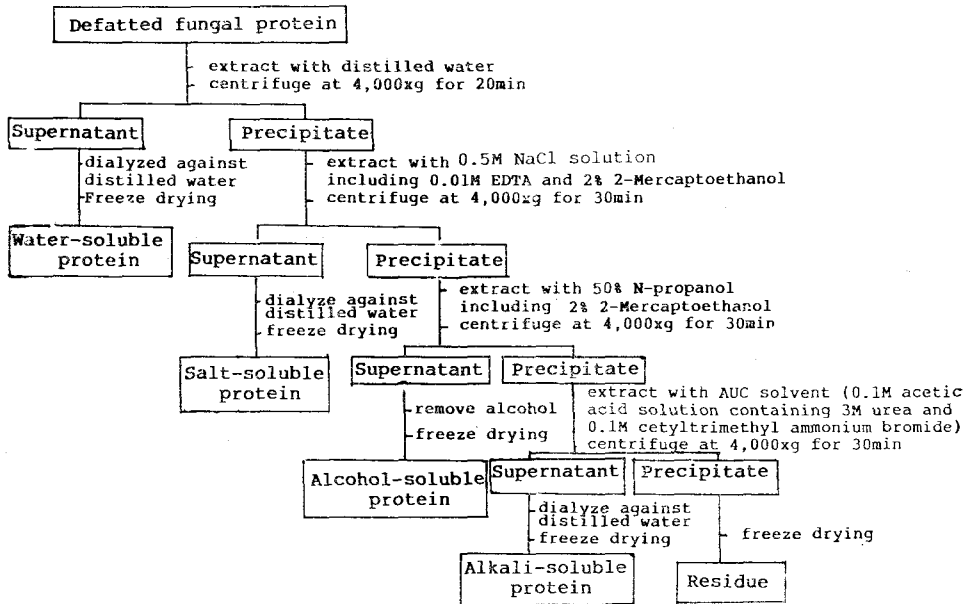 Defatted fungal protein
extract with distilled water
centrifuge at 4,000xg for 20min
Supernatant
Precipitate
dialyzed against
distilled water
Freeze drying
extract with 0.5M NaCl solution
including 0.01M EDTA and 2% 2-Mercaptoethanol
centrifuge at 4,000xg for 30min
Water-soluble
protein
Supernatant
Precipitate
dialyze against
distilled water
freeze drying
extract with 50% N-propanol
including 2% 2-Mercaptoethanol
centrifuge at 4,000xg for 30min
Salt-soluble
protein
Supernatant
Precipitate
remove alcohol
freeze drying
extract with AUC solvent (0.1M acetic
acid solution containing 3M urea and
0.1M cetyltrimethyl ammonium bromide)
centrifuge at 4,000xg for 30min
Alcohol-soluble
protein
Supernatant
Precipitate
dialyze against
distilled water
freeze drying
freeze drying
Alkali-soluble
protein
Residue